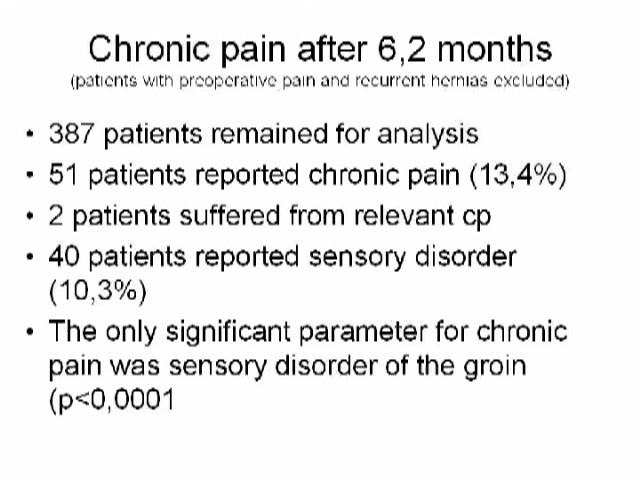 Chronic pain after 6,2 months
(patients with preoperative pain and recurrent hernias excluded)
• 387 patients remained for analysis
• 51 patients reported chronic pain (13,4%)
• 2 patients suffered from relevant cp
• 40 patients reported sensory disorder
(10,3%)
• The only significant parameter for chronic
pain was sensory disorder of the groin
(p<0,0001